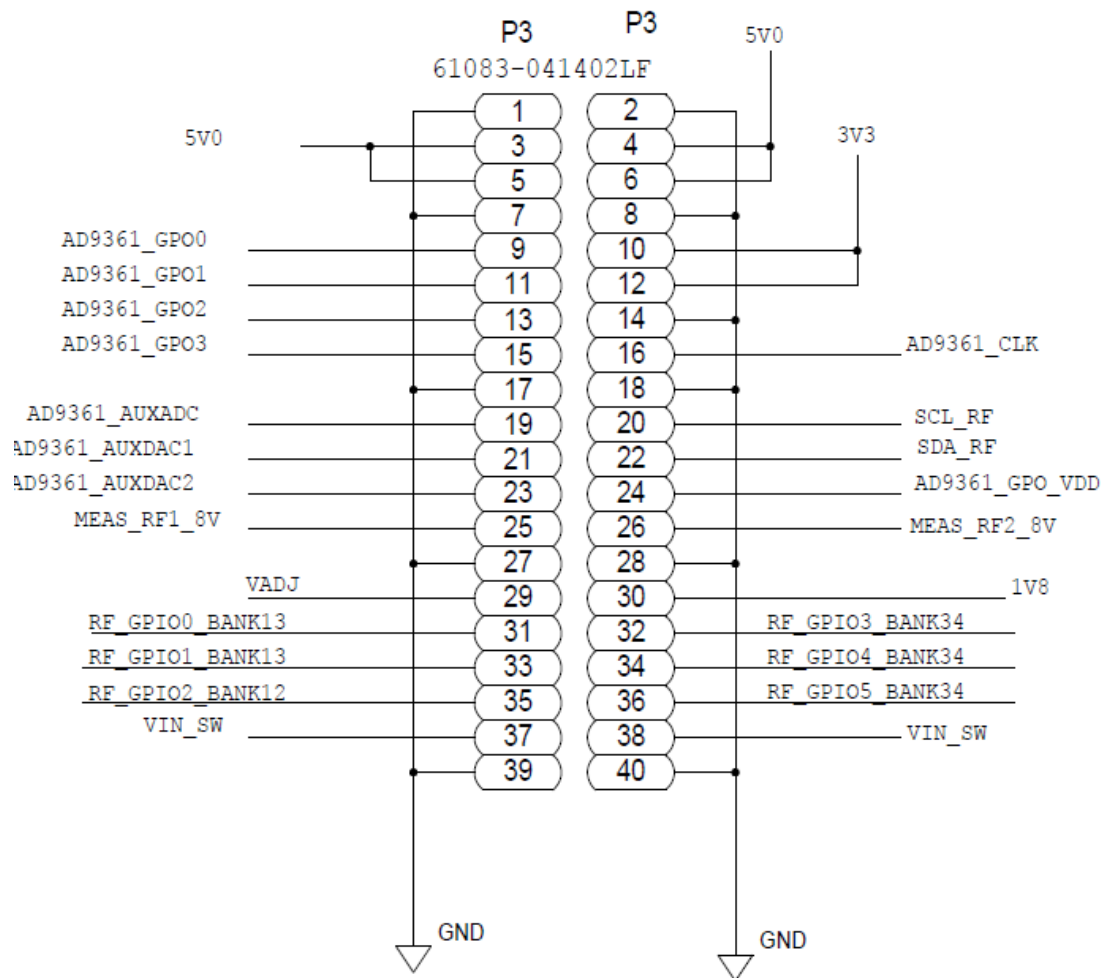 P3 P3
61083-041402LF
5V0
1 2
5V0 3 4 3V3
5 6
7 8
AD9361_GPO0 9 10
AD9361_GPO1 11 12
AD9361_GPO2 13 14
AD9361_GPO3 15 16 AD9361_CLK
17 18
AD9361_AUXADC 19 20 SCL_RF
AD9361_AUXDAC1 21 22 SDA_RF
AD9361_AUXDAC2 23 24 AD9361_GPO_VDD
MEAS_RF1_8V 25 26 MEAS_RF2_8V
27 28
VADJ 29 30 1V8
RF_GPIO0_BANK13 31 32 RF_GPIO3_BANK34
RF_GPIO1_BANK13 33 34 RF_GPIO4_BANK34
RF_GPIO2_BANK12 35 36 RF_GPIO5_BANK34
VIN_SW 37 38 VIN_SW
39 40
GND GND